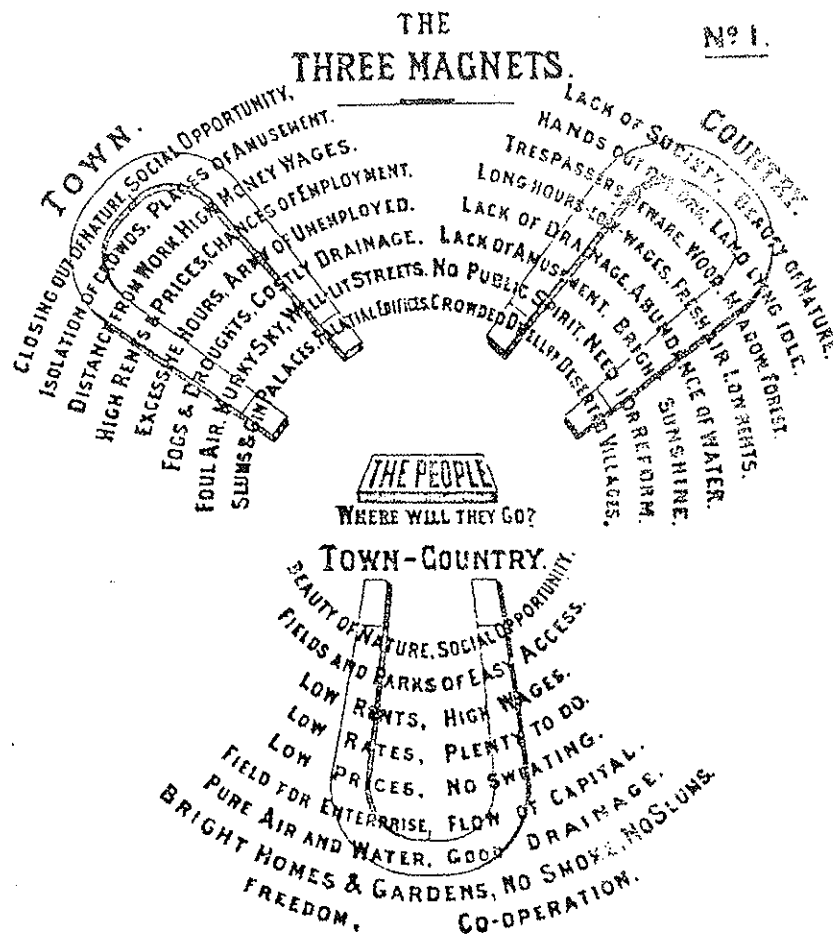 THE
THREE MAGNETS.
Nº 1.
TOWN.
CLOSING OUT OF NATURE. SOCIAL OPPORTUNITY.
ISOLATION OF CROWDS. PLACES OF AMUSEMENT.
DISTANCE FROM WORK. HIGH MONEY WAGES.
HIGH RENTS & PRICES. CHANCES OF EMPLOYMENT.
EXCESSIVE HOURS. ARMY OF UNEMPLOYED.
FOGS & DROUGHTS. COSTLY DRAINAGE.
FOUL AIR. MURKY SKY. WELL-LIT STREETS.
SLUMS & GIN PALACES. PALATIAL EDIFICES.
COUNTRY.
LACK OF SOCIETY. BEAUTY OF NATURE.
HANDS OUT OF WORK. LAND LYING IDLE.
TRESPASSERS BEWARE. WOOD, MEADOW, FOREST.
LONG HOURS-LOW WAGES. FRESH AIR. LOW RENTS.
LACK OF DRAINAGE. ABUNDANCE OF WATER.
LACK OF AMUSEMENT. BRIGHT SUNSHINE.
NO PUBLIC SPIRIT. NEED FOR REFORM.
CROWDED DWELLINGS. DESERTED VILLAGES.
THE PEOPLE
WHERE WILL THEY GO?
TOWN-COUNTRY.
BEAUTY OF NATURE. SOCIAL OPPORTUNITY.
FIELDS AND PARKS OF EASY ACCESS.
LOW RENTS, HIGH WAGES.
LOW RATES, PLENTY TO DO.
LOW PRICES, NO SWEATING.
FIELD FOR ENTERPRISE, FLOW OF CAPITAL.
PURE AIR AND WATER, GOOD DRAINAGE.
BRIGHT HOMES & GARDENS, NO SMOKE, NO SLUMS.
FREEDOM. CO-OPERATION.